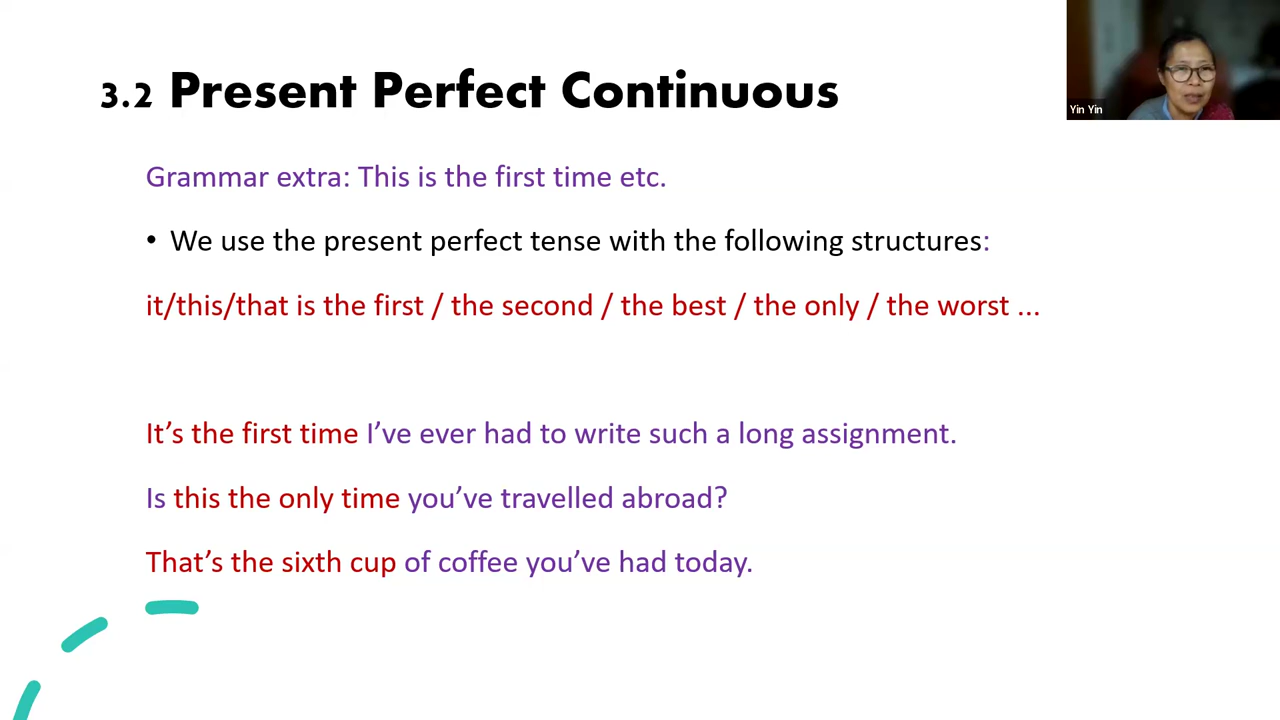 3.2 Present Perfect Continuous
Yin Yin
Grammar extra: This is the first time etc.
• We use the present perfect tense with the following structures:
it/this/that is the first / the second / the best / the only / the worst ...
It’s the first time I’ve ever had to write such a long assignment.
Is this the only time you’ve travelled abroad?
That’s the sixth cup of coffee you’ve had today.